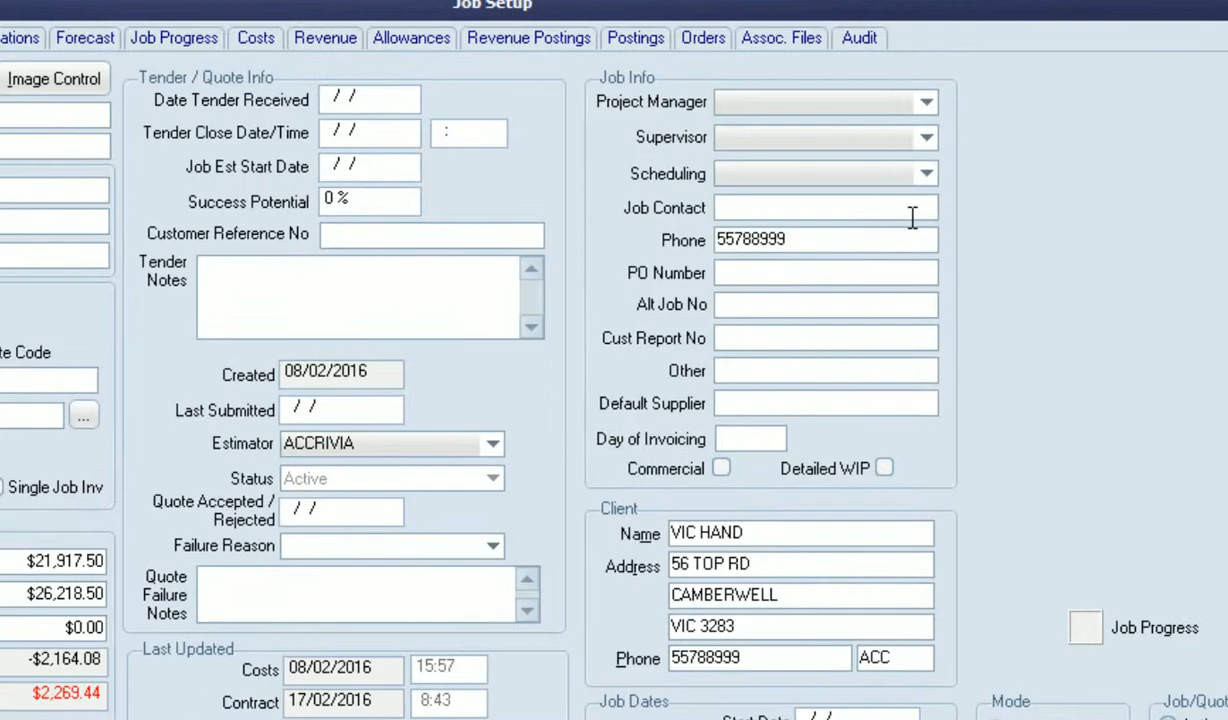 Job Setup
ations Forecast Job Progress Costs Revenue Allowances Revenue Postings Postings Orders Assoc. Files Audit
Image Control
te Code
...
Single Job Inv
$21,917.50
$26,218.50
$0.00
-$2,164.08
$2,269.44
Tender / Quote Info
Date Tender Received / /
Tender Close Date/Time / / :
Job Est Start Date / /
Success Potential 0 %
Customer Reference No
Tender
Notes
Created 08/02/2016
Last Submitted / /
Estimator ACCRIVIA
Status Active
Quote Accepted /
Rejected / /
Failure Reason
Quote
Failure
Notes
Last Updated
Costs 08/02/2016 15:57
Contract 17/02/2016 8:43
Job Info
Project Manager
Supervisor
Scheduling
Job Contact
Phone 55788999
PO Number
Alt Job No
Cust Report No
Other
Default Supplier
Day of Invoicing
Commercial Detailed WIP
Client
Name VIC HAND
Address 56 TOP RD
CAMBERWELL
VIC 3283
Phone 55788999 ACC
Job Progress
Job Dates
Start Date / /
Mode
Job/Quot